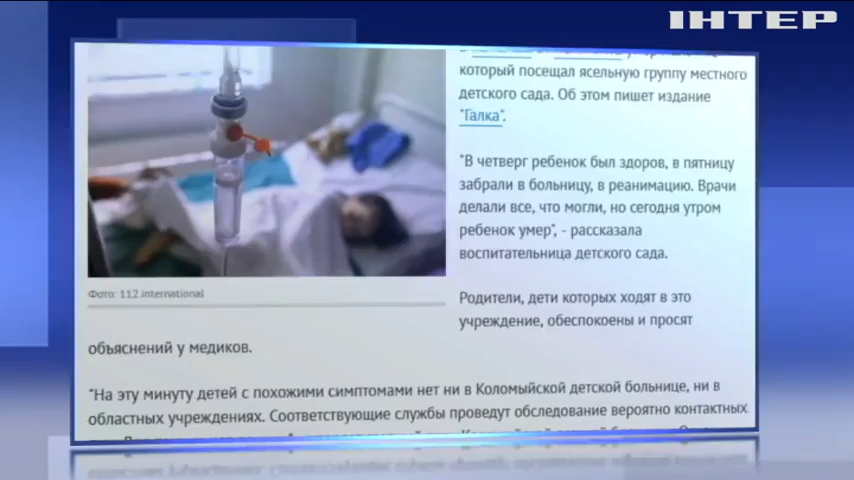 ІНТЕР
который посещал ясельную группу местного
детского сада. Об этом пишет издание
"Галка".
"В четверг ребенок был здоров, в пятницу
забрали в больницу, в реанимацию. Врачи
делали все, что могли, но сегодня утром
ребенок умер", - рассказала
воспитательница детского сада.
Фото: 112.international
Родители, дети которых ходят в это
учреждение, обеспокоены и просят
объяснений у медиков.
"На эту минуту детей с похожими симптомами нет ни в Коломыйской детской больнице, ни в
областных учреждениях. Соответствующие службы проведут обследование вероятно контактных